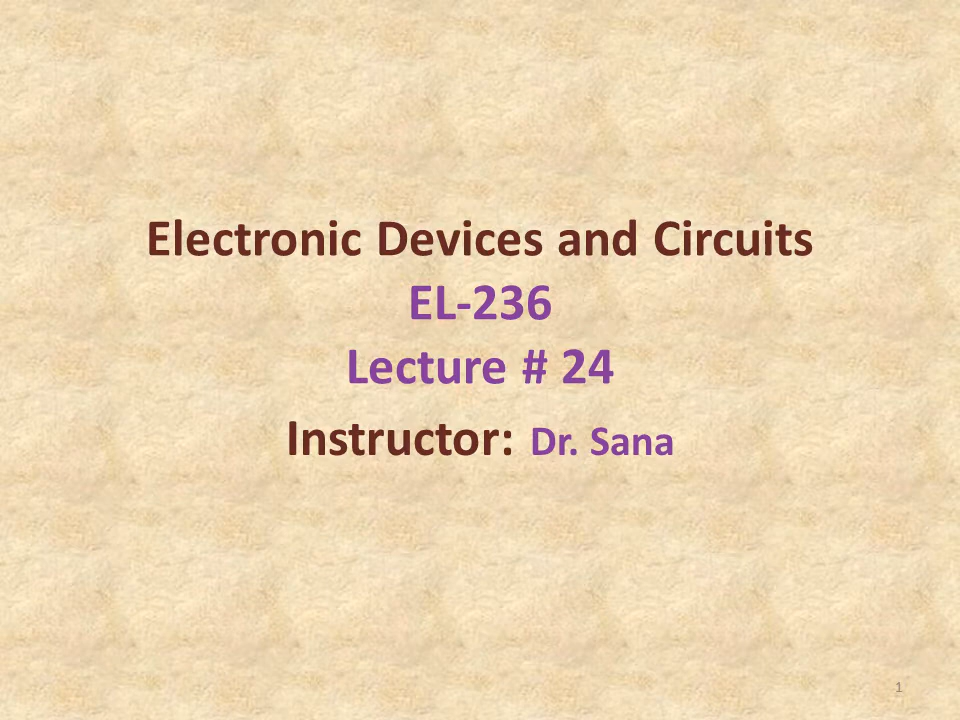 Electronic Devices and Circuits
EL-236
Lecture # 24
Instructor: Dr. Sana
1